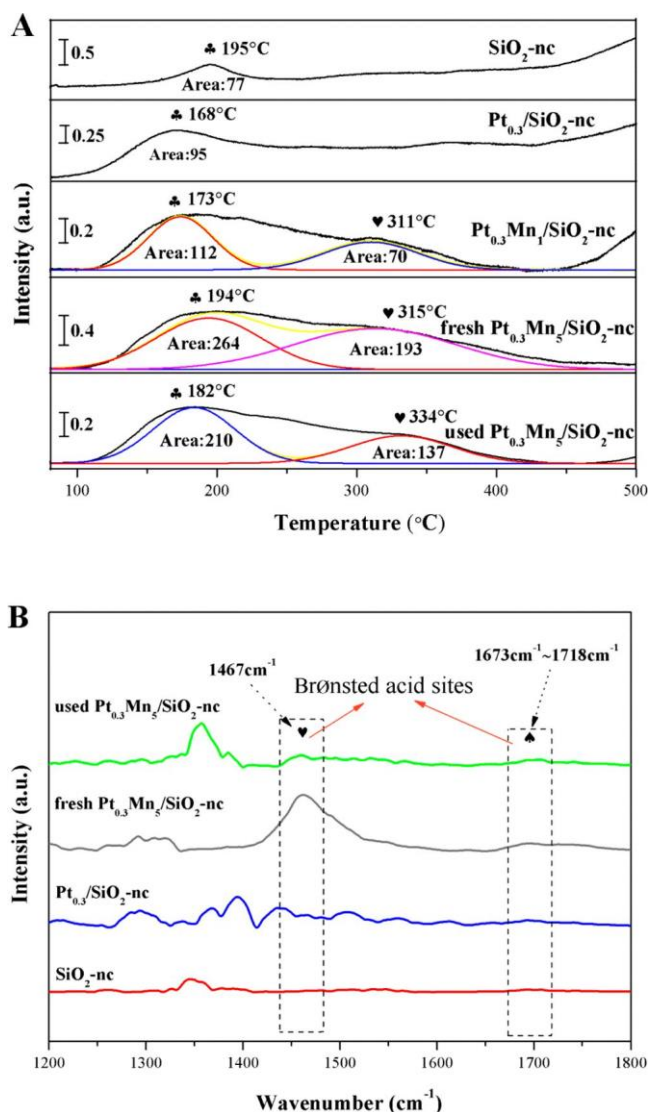 A
0.5
♣ 195°C
Area:77
SiO₂-nc
0.25
♣ 168°C
Area:95
Pt₀.₃/SiO₂-nc
0.2
♣ 173°C
Area:112
♥ 311°C
Area:70
Pt₀.₃Mn₁/SiO₂-nc
0.4
♣ 194°C
Area:264
♥ 315°C
Area:193
fresh Pt₀.₃Mn₅/SiO₂-nc
0.2
♣ 182°C
Area:210
♥ 334°C
Area:137
used Pt₀.₃Mn₅/SiO₂-nc
Intensity (a.u.)
100 200 300 400 500
Temperature (°C)
B
1467cm⁻¹
1673cm⁻¹~1718cm⁻¹
Brønsted acid sites
♥
♠
used Pt₀.₃Mn₅/SiO₂-nc
fresh Pt₀.₃Mn₅/SiO₂-nc
Pt₀.₃/SiO₂-nc
SiO₂-nc
Intensity (a.u.)
1200 1300 1400 1500 1600 1700 1800
Wavenumber (cm⁻¹)